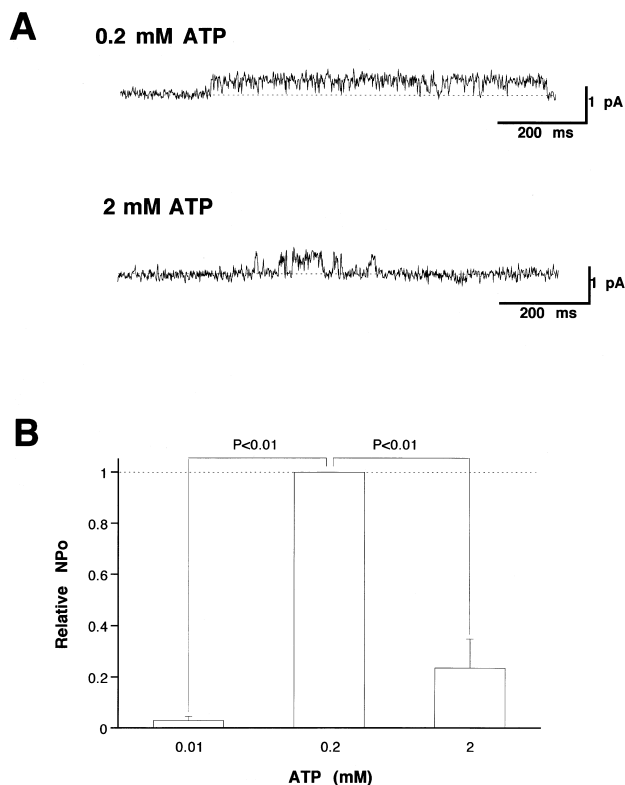 A
0.2 mM ATP
1 pA
200 ms
2 mM ATP
1 pA
200 ms
B
P<0.01 P<0.01
1
0.8
0.6
0.4
0.2
0
Relative NPo
0.01 0.2 2
ATP (mM)